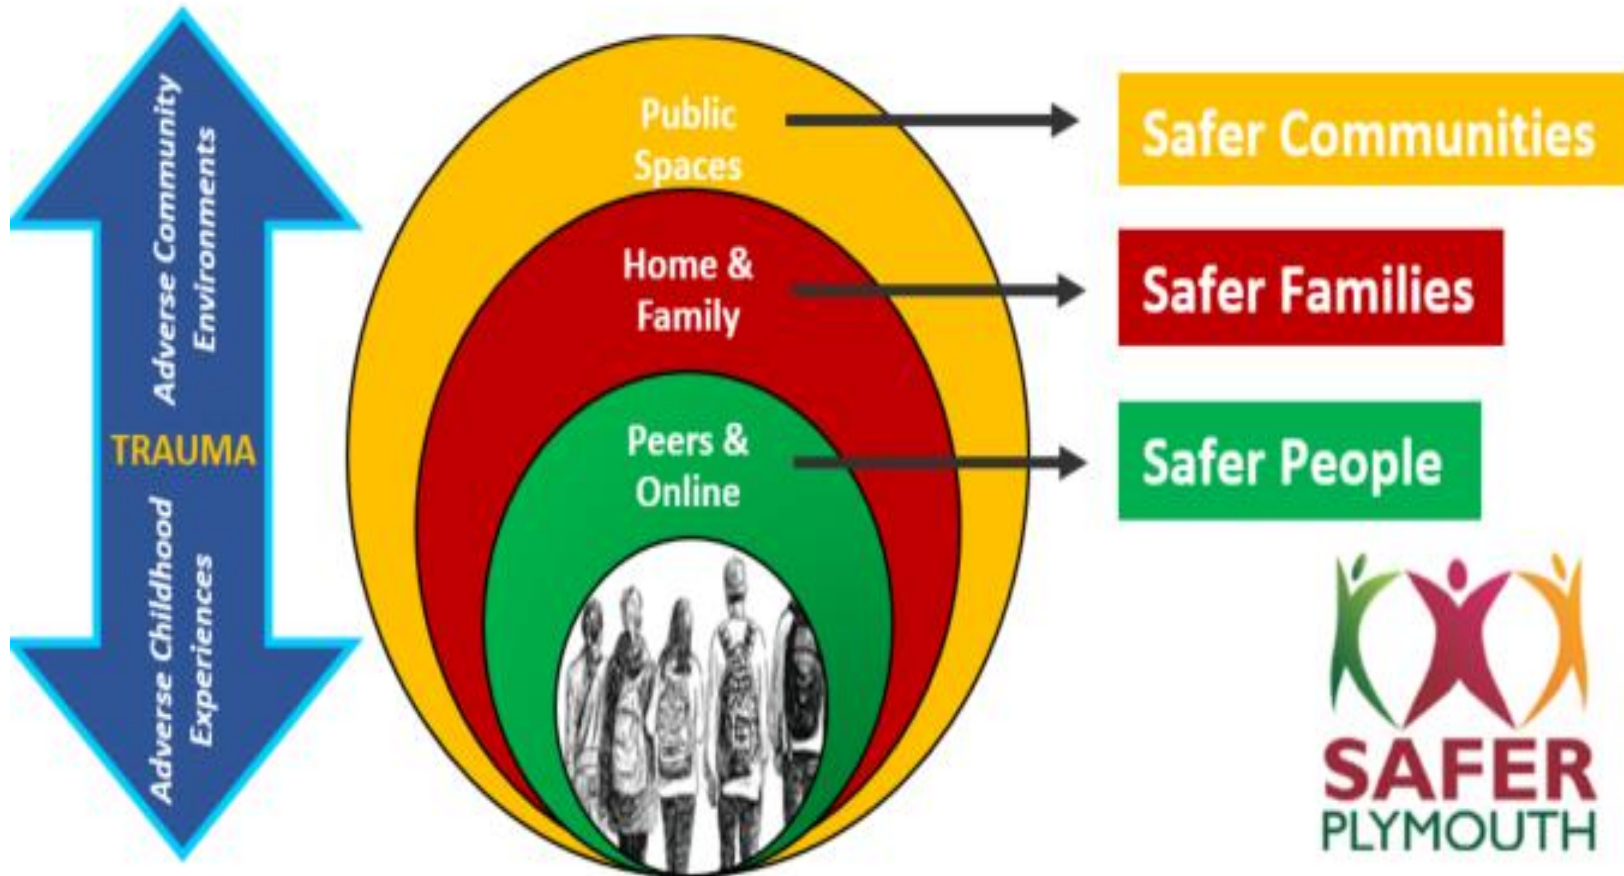 Adverse Community
Environments
TRAUMA
Adverse Childhood
Experiences
Public
Spaces
Home &
Family
Peers &
Online
Safer Communities
Safer Families
Safer People
SAFER
PLYMOUTH